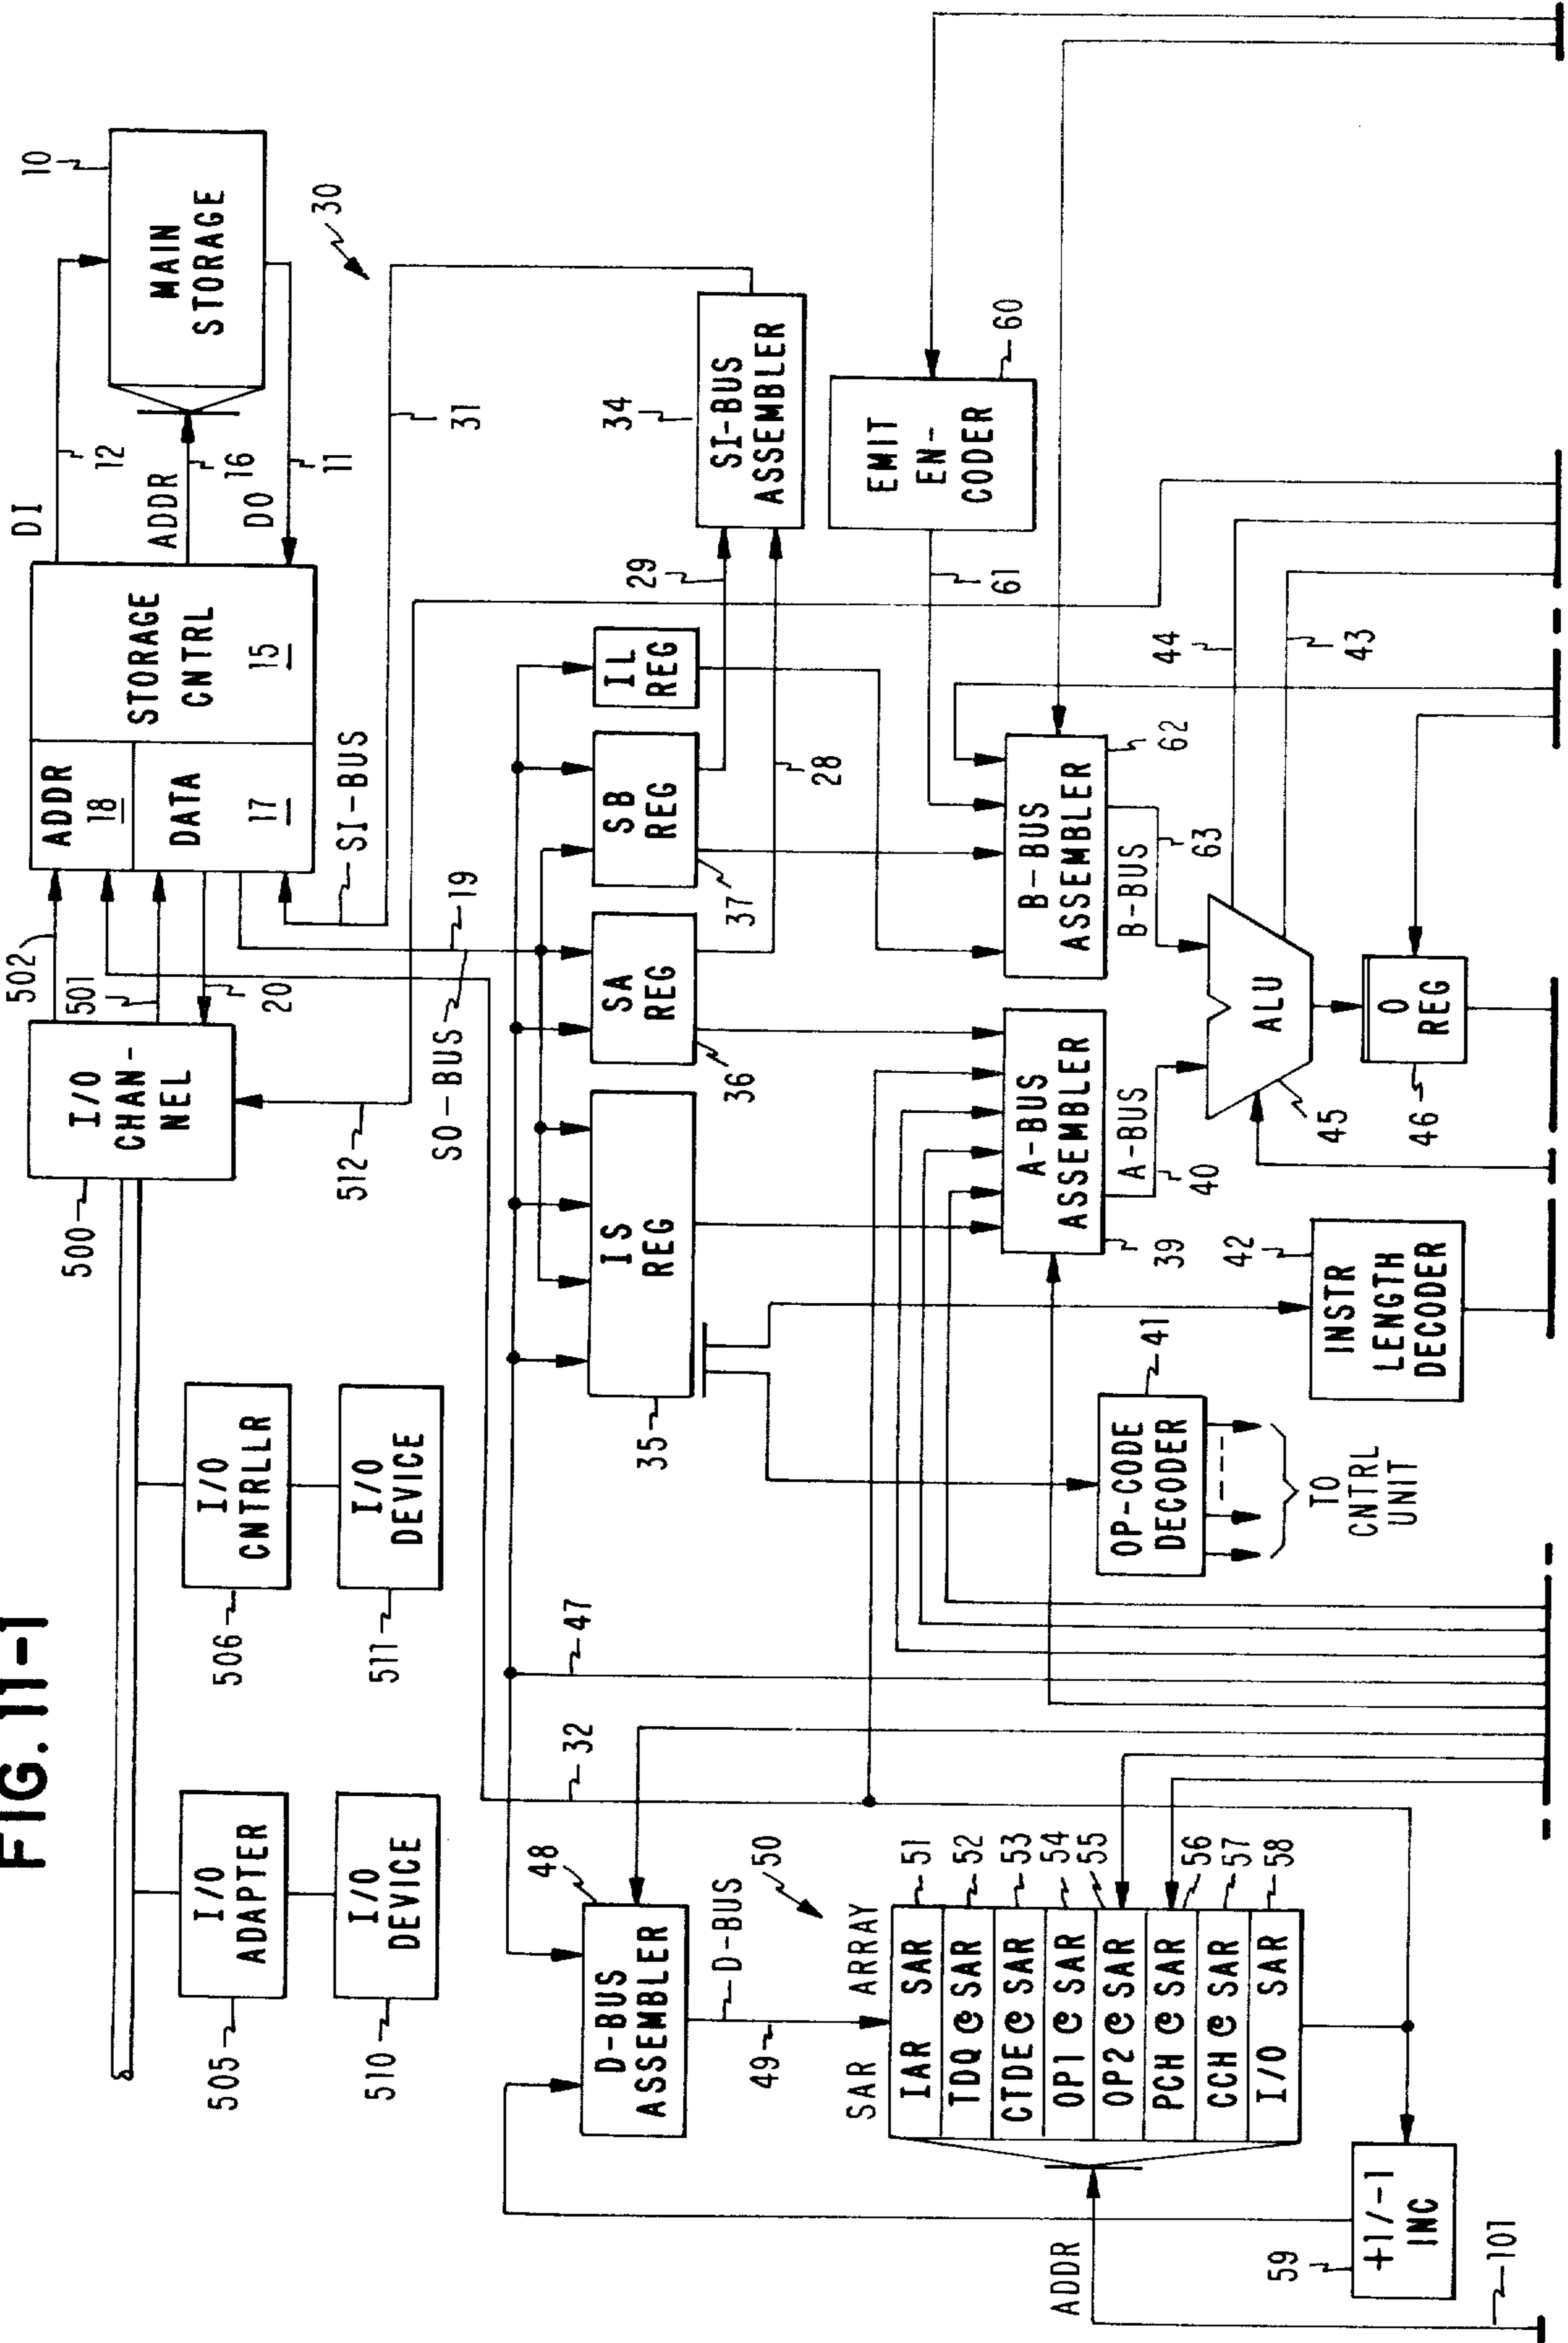 FIG. 11-1
I/O
ADAPTER
505
I/O
DEVICE
510
I/O
CNTRLLR
506
I/O
DEVICE
511
I/O
CHAN-
NEL
500
502
501
20
512
ADDR
18
DATA
17
STORAGE
CNTRL
15
DI
12
ADDR
16
DO
11
MAIN
STORAGE
10
30
SI-BUS
31
SO-BUS
19
47
32
D-BUS
ASSEMBLER
48
D-BUS
49
IS
REG
35
SA
REG
36
SB
REG
37
IL
REG
29
28
SI-BUS
ASSEMBLER
34
EMIT
EN-
CODER
60
61
SAR ARRAY
50
IAR SAR
51
TDQ@SAR
52
CTDE@SAR
53
OP1@SAR
54
OP2@SAR
55
PCH@SAR
56
CCH@SAR
57
I/O SAR
58
ADDR
101
+1/-1
INC
59
OP-CODE
DECODER
41
TO
CNTRL
UNIT
INSTR
LENGTH
DECODER
42
A-BUS
ASSEMBLER
39
A-BUS
40
B-BUS
ASSEMBLER
62
B-BUS
63
ALU
45
44
43
O
REG
46